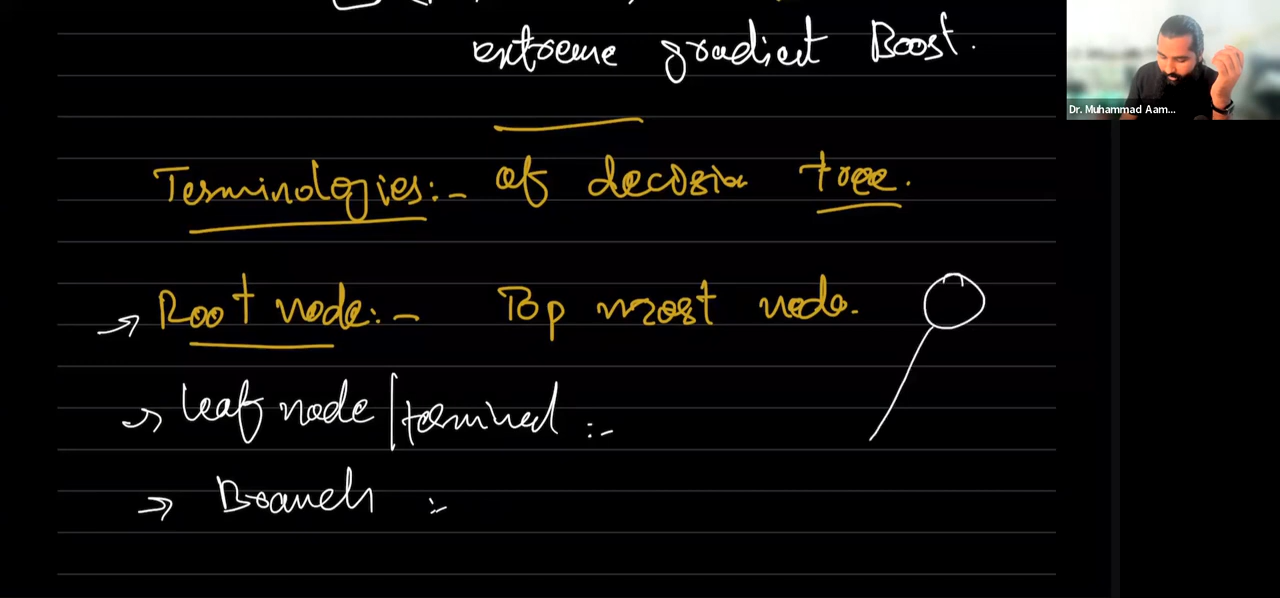 extreme gradient Boost.
Dr. Muhammad Aam...
Terminologies:- of decision tree.
→ Root node:- Top most node.
→ leaf node/terminal :-
→ Branch :-